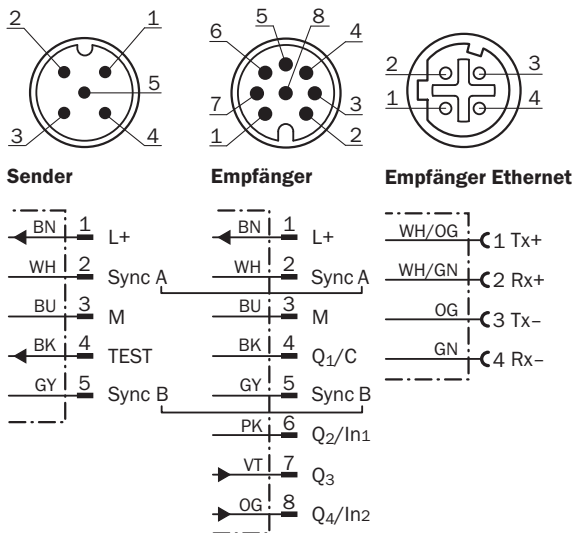 2 1
5
3 4
5 8
6 4
7 3
1 2
2 3
1 4
Sender
BN 1 L+
WH 2 Sync A
BU 3 M
BK 4 TEST
GY 5 Sync B
Empfänger
BN 1 L+
WH 2 Sync A
BU 3 M
BK 4 Q1/C
GY 5 Sync B
PK 6 Q2/In1
VT 7 Q3
OG 8 Q4/In2
Empfänger Ethernet
WH/OG 1 Tx+
WH/GN 2 Rx+
OG 3 Tx–
GN 4 Rx–